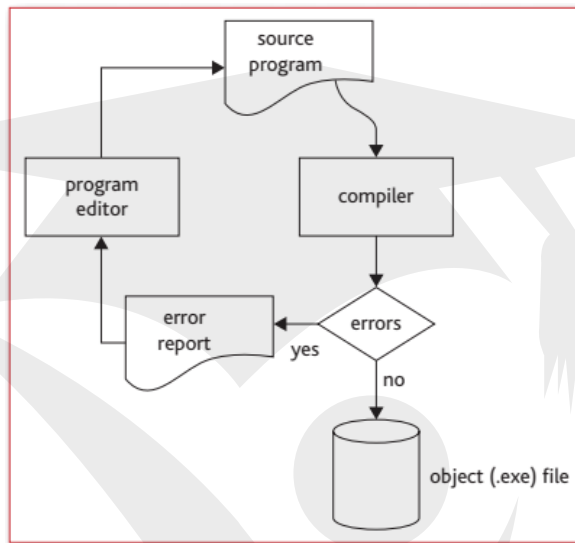 source
program
program
editor
compiler
error
report
yes
errors
no
object (.exe) file